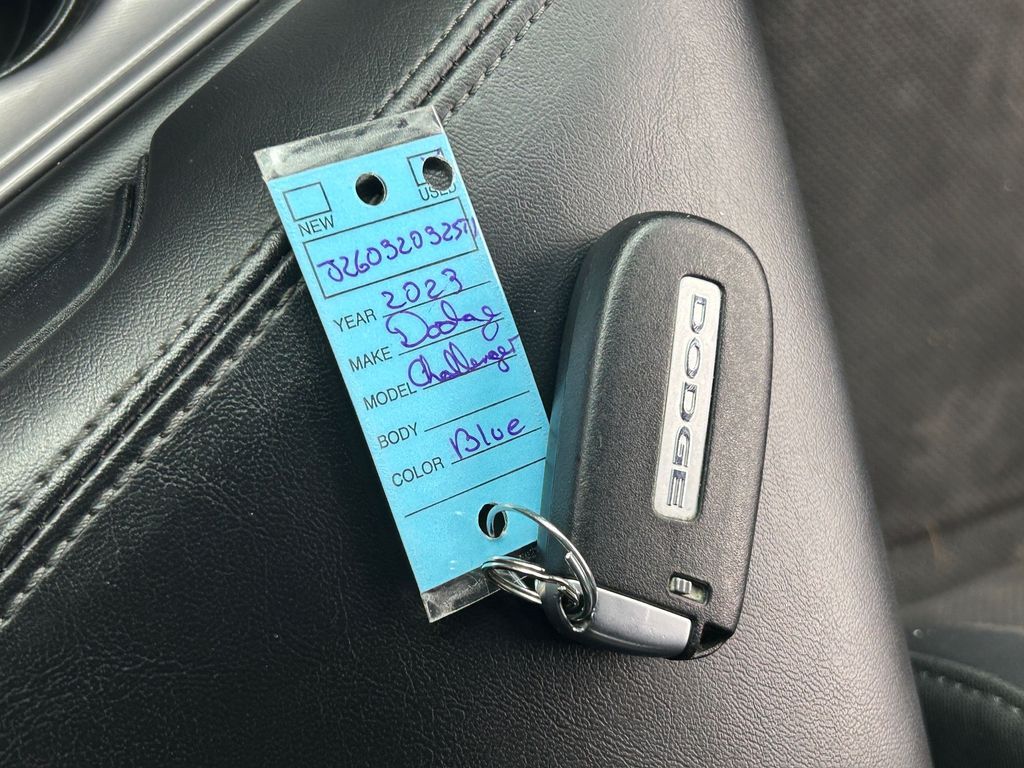 NEW
USED
YEAR 2023
MAKE Dodge
MODEL Challenger
BODY
COLOR Blue
DODGE